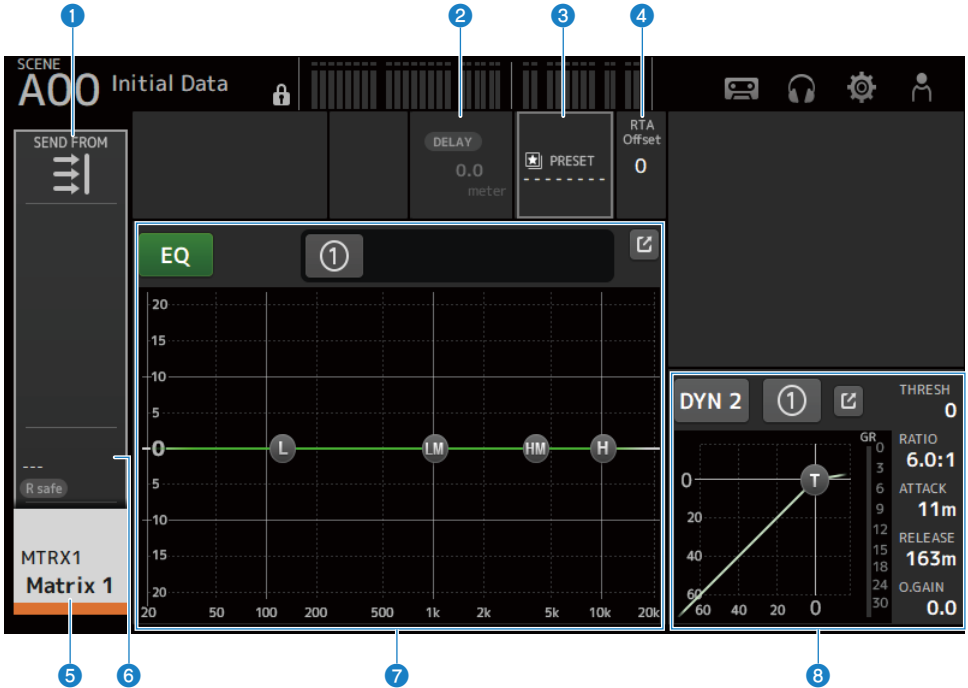 1
2
3
4
SCENE
A00 Initial Data
SEND FROM
DELAY
0.0
meter
PRESET
--------
RTA
Offset
0
EQ
1
20
15
10
5
0
5
10
15
20
20 50 100 200 500 1k 2k 5k 10k 20k
L
LM
HM
H
DYN 2
1
THRESH
0
RATIO
6.0:1
ATTACK
11m
RELEASE
163m
O.GAIN
0.0
T
0
20
40
60
60 40 20 0
GR
0
3
6
9
12
15
18
24
30
---
R safe
MTRX1
Matrix 1
5
6
7
8